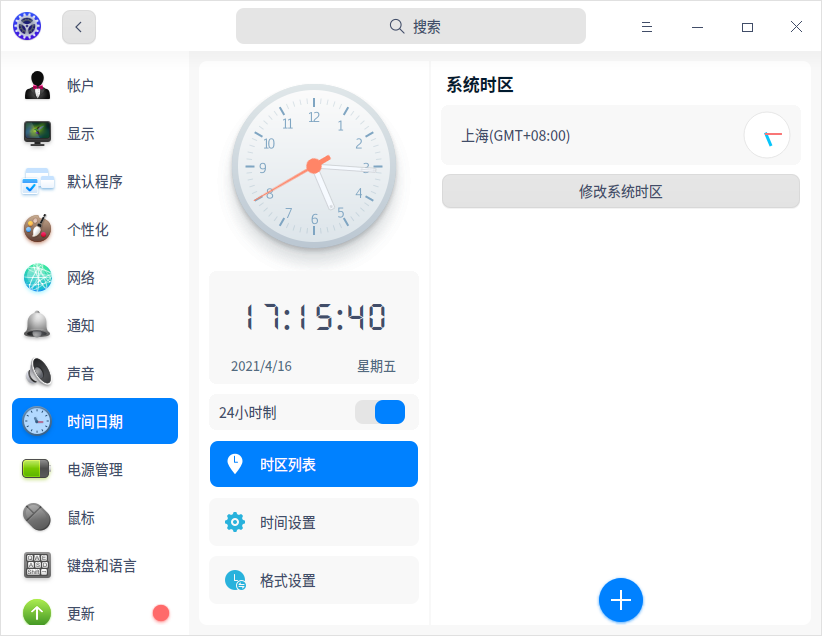 搜索
帐户
显示
默认程序
个性化
网络
通知
声音
时间日期
电源管理
鼠标
键盘和语言
更新
12
1
2
3
4
5
6
7
8
9
10
11
17:15:40
2021/4/16 星期五
24小时制
时区列表
时间设置
格式设置
系统时区
上海(GMT+08:00)
修改系统时区